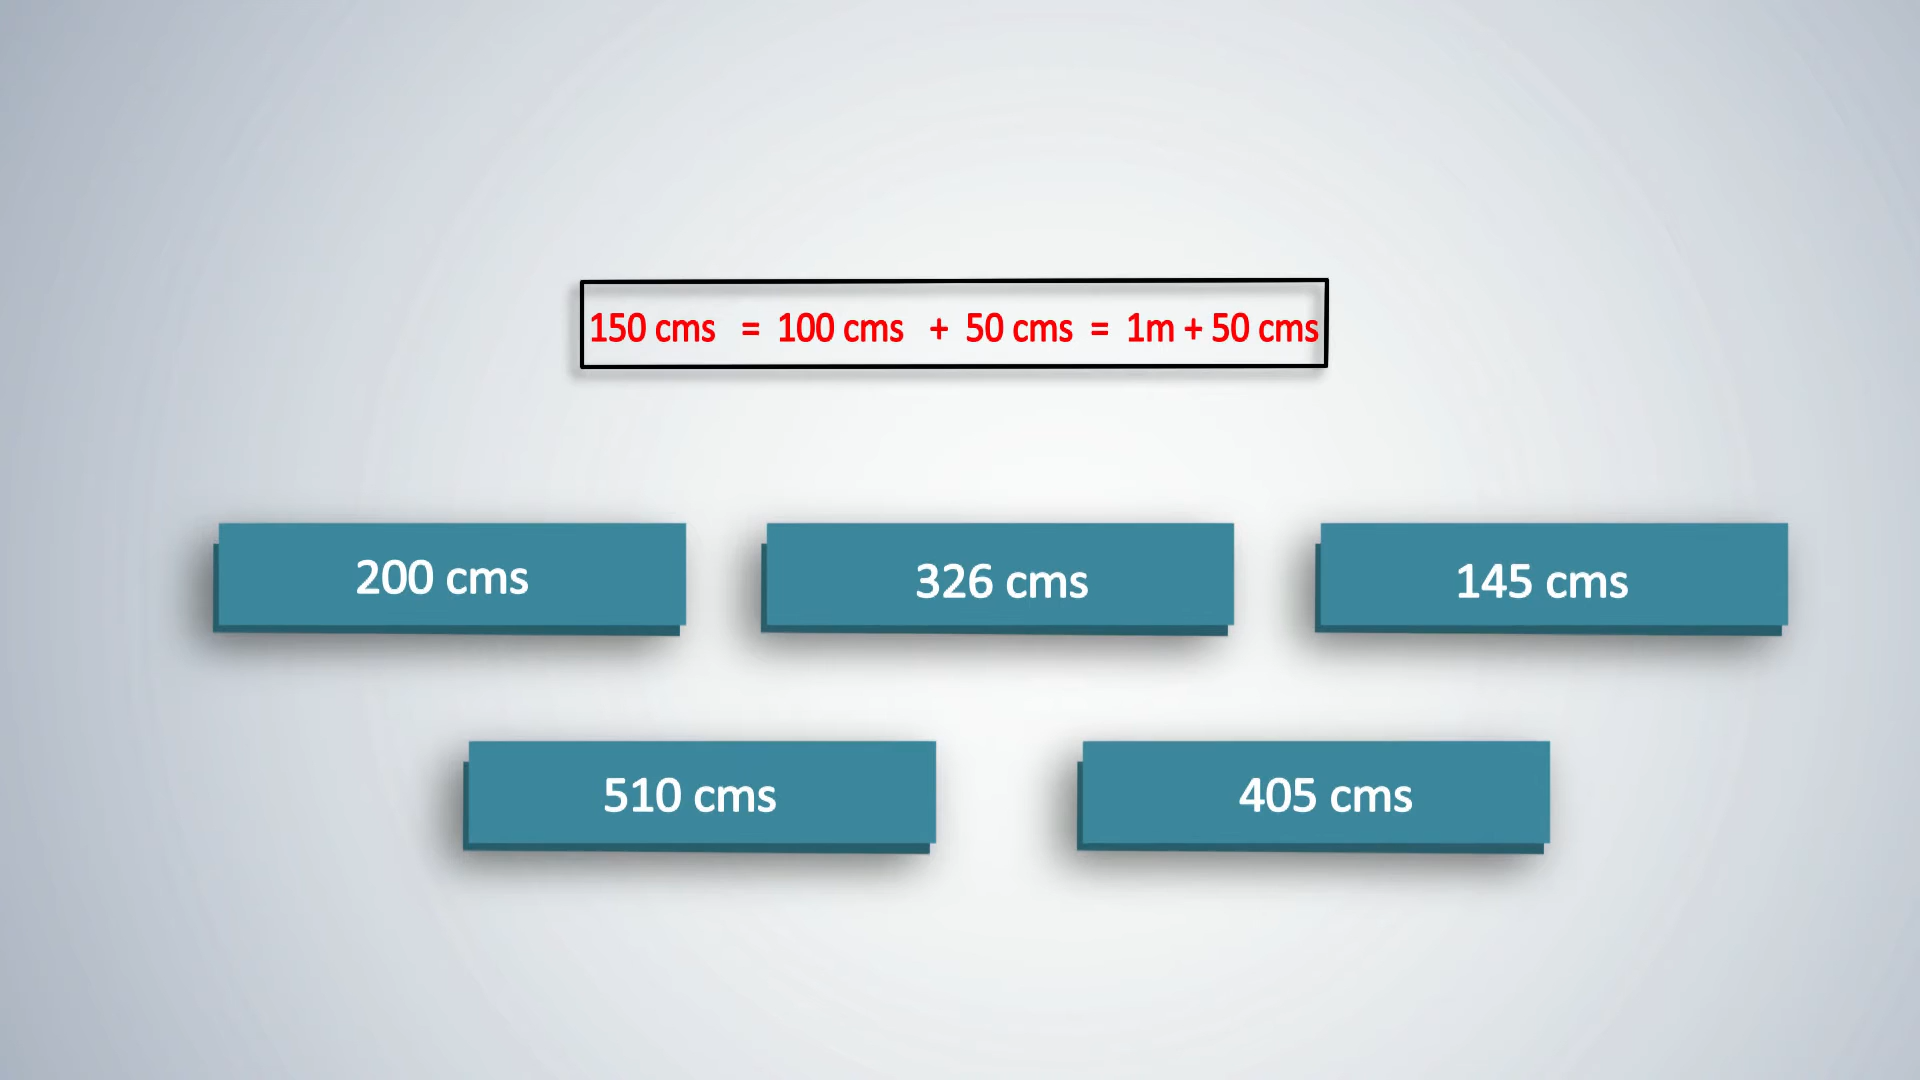 150 cms = 100 cms + 50 cms = 1m + 50 cms
200 cms
326 cms
145 cms
510 cms
405 cms